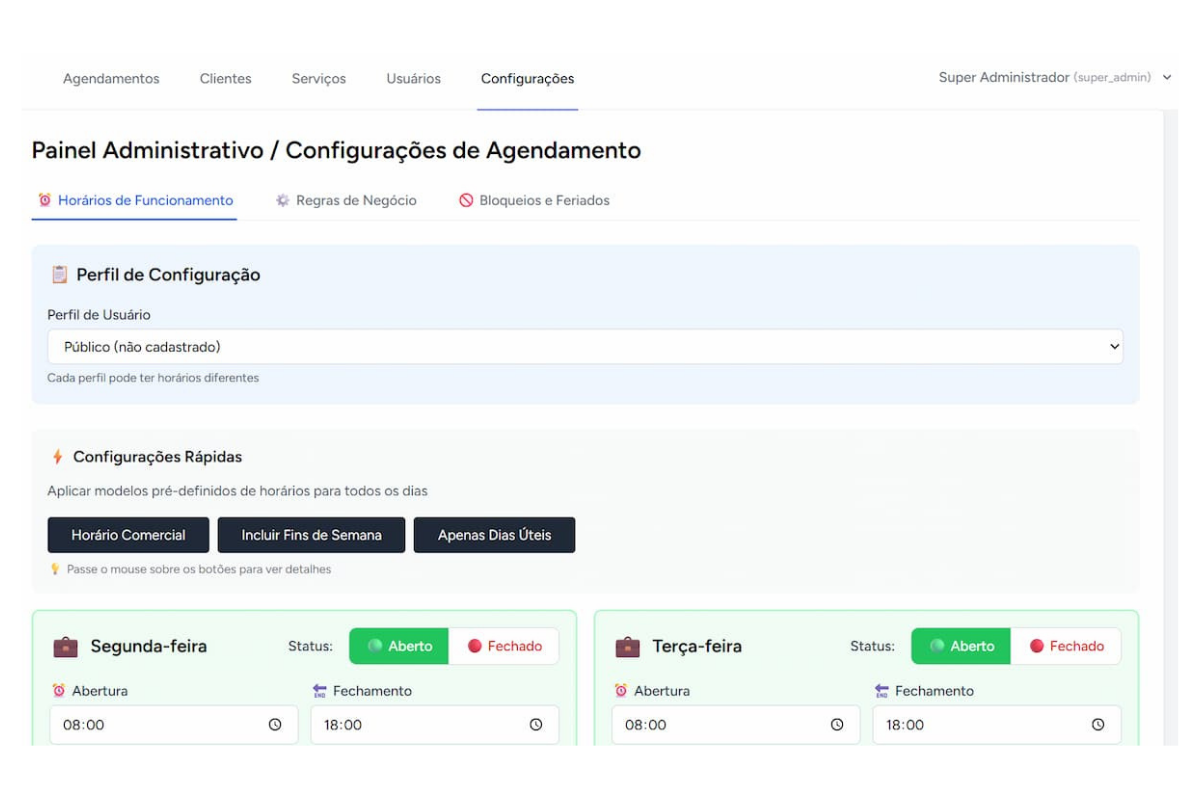 Agendamentos Clientes Serviços Usuários Configurações Super Administrador (super_admin)
Painel Administrativo / Configurações de Agendamento
Horários de Funcionamento Regras de Negócio Bloqueios e Feriados
Perfil de Configuração
Perfil de Usuário
Público (não cadastrado)
Cada perfil pode ter horários diferentes
Configurações Rápidas
Aplicar modelos pré-definidos de horários para todos os dias
Horário Comercial Incluir Fins de Semana Apenas Dias Úteis
Passe o mouse sobre os botões para ver detalhes
Segunda-feira Status: Aberto Fechado
Abertura END Fechamento
08:00 18:00
Terça-feira Status: Aberto Fechado
Abertura END Fechamento
08:00 18:00